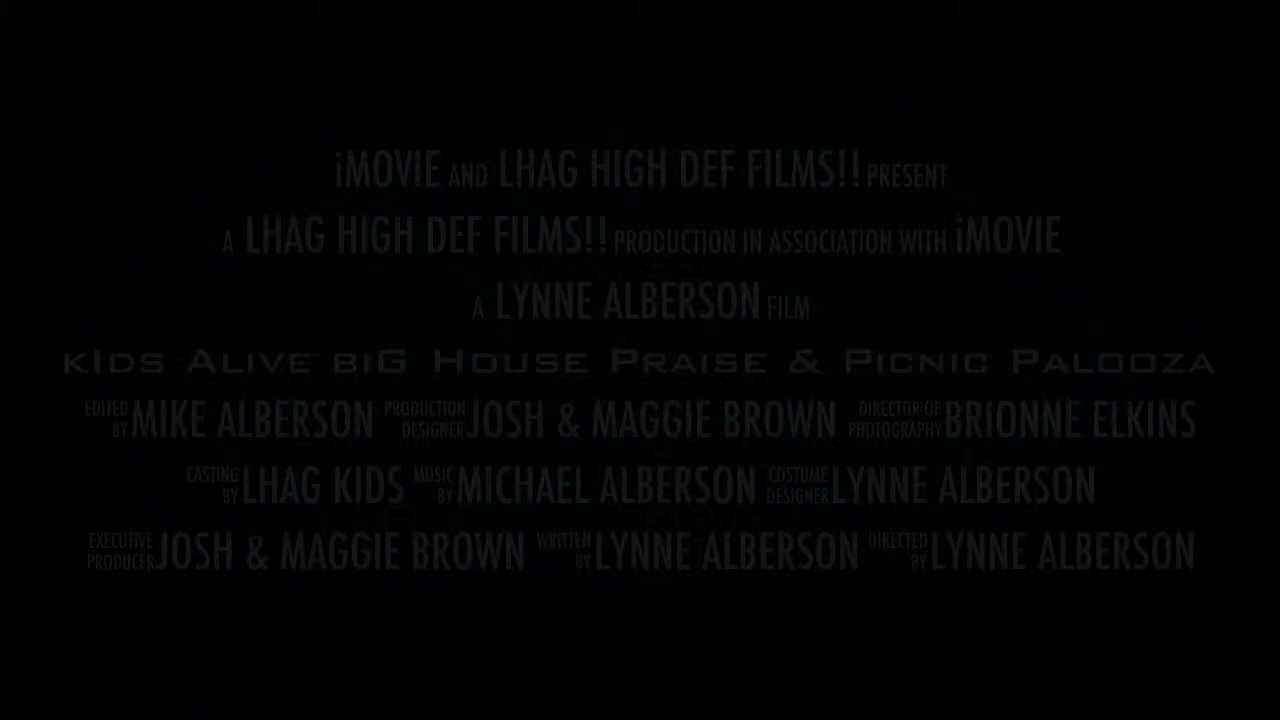 iMOVIE AND LHAG HIGH DEF FILMS!! PRESENT
A LHAG HIGH DEF FILMS!! PRODUCTION IN ASSOCIATION WITH iMOVIE
A LYNNE ALBERSON FILM
kIds Alive biG House Praise & Picnic Palooza
EDITED BY MIKE ALBERSON PRODUCTION DESIGNER JOSH & MAGGIE BROWN DIRECTOR OF PHOTOGRAPHY BRIONNE ELKINS
CASTING BY LHAG KIDS MUSIC BY MICHAEL ALBERSON COSTUME DESIGNER LYNNE ALBERSON
EXECUTIVE PRODUCER JOSH & MAGGIE BROWN WRITTEN BY LYNNE ALBERSON DIRECTED BY LYNNE ALBERSON